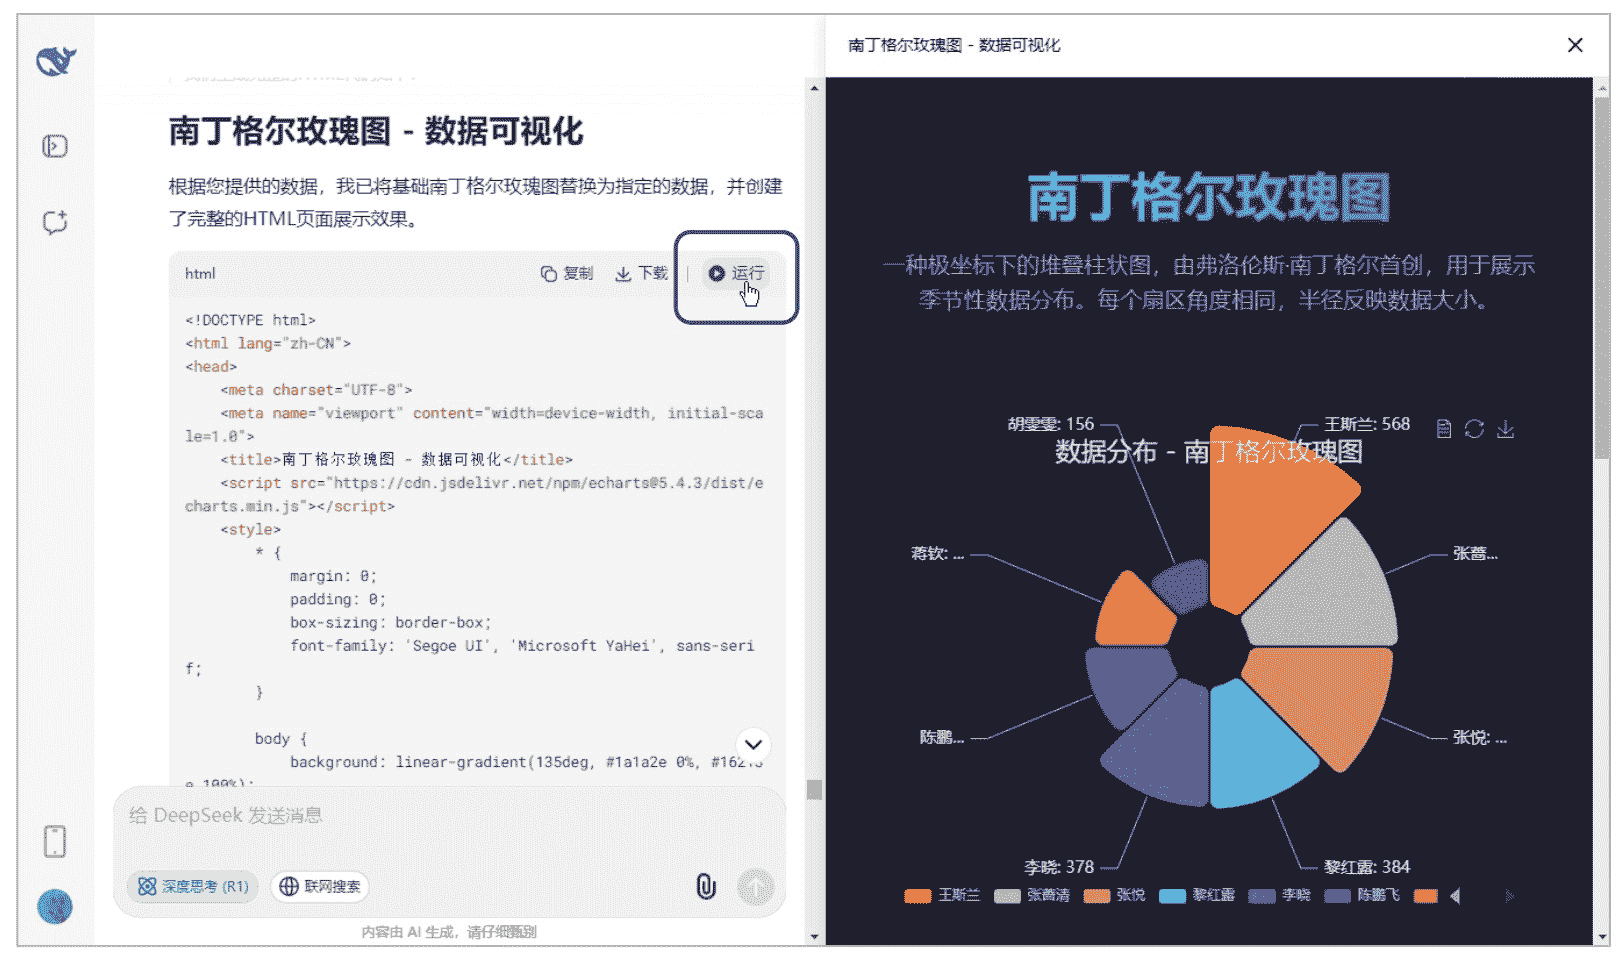 南丁格尔玫瑰图 - 数据可视化
根据您提供的数据，我已将基础南丁格尔玫瑰图替换为指定的数据，并创建
了完整的HTML页面展示效果。
html 复制 下载 运行
<!DOCTYPE html>
<html lang="zh-CN">
<head>
<meta charset="UTF-8">
<meta name="viewport" content="width=device-width, initial-sca
le=1.0">
<title>南丁格尔玫瑰图 - 数据可视化</title>
<script src="https://cdn.jsdelivr.net/npm/echarts@5.4.3/dist/e
charts.min.js"></script>
<style>
* {
margin: 0;
padding: 0;
box-sizing: border-box;
font-family: 'Segoe UI', 'Microsoft YaHei', sans-seri
f;
}
body {
background: linear-gradient(135deg, #1a1a2e 0%,
e 100%);
给 DeepSeek 发送消息
深度思考 (R1) 联网搜索
内容由 AI 生成，请仔细甄别
南丁格尔玫瑰图 - 数据可视化
南丁格尔玫瑰图
一种极坐标下的堆叠柱状图，由弗洛伦斯·南丁格尔首创，用于展示
季节性数据分布。每个扇区角度相同，半径反映数据大小。
胡雯雯: 156
王斯兰: 568
数据分布 - 南丁格尔玫瑰图
蒋钦: ...
张蔷...
陈鹏...
张悦: ...
李晓: 378
黎红露: 384
王斯兰 张蔷清 张悦 黎红露 李晓 陈鹏飞